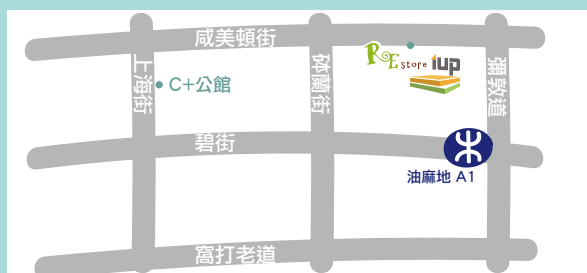 咸美頓街
上海街
C+公館
砵蘭街
RE store iup
彌敦道
碧街
油麻地 A1
窩打老道